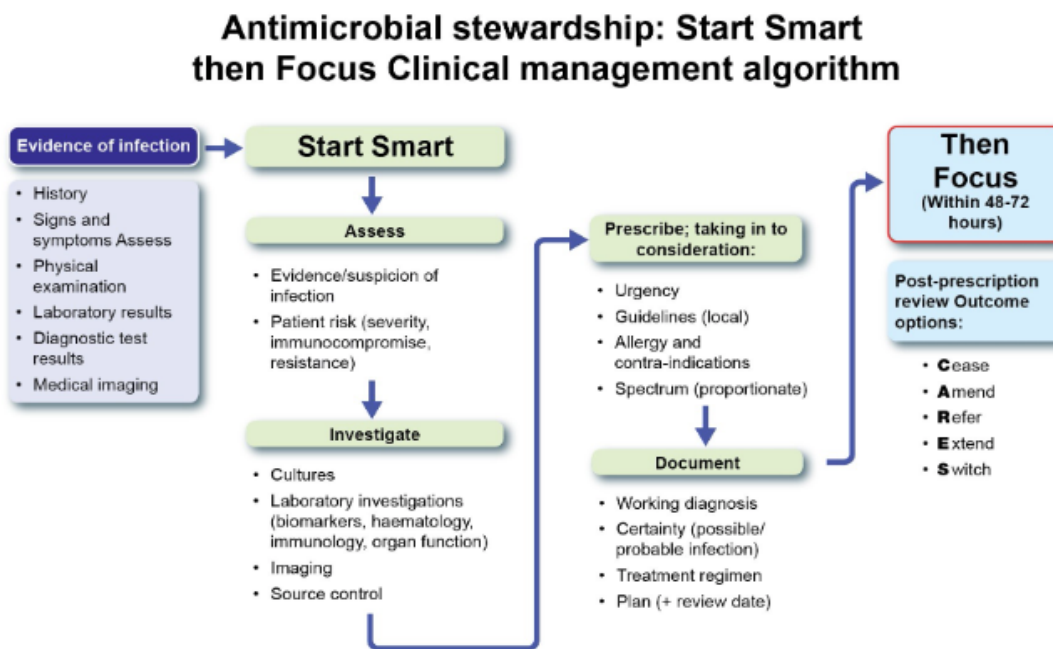 Antimicrobial stewardship: Start Smart
then Focus Clinical management algorithm
Evidence of infection
• History
• Signs and
symptoms Assess
• Physical
examination
• Laboratory results
• Diagnostic test
results
• Medical imaging
Start Smart
Assess
• Evidence/suspicion of
infection
• Patient risk (severity,
immunocompromise,
resistance)
Investigate
• Cultures
• Laboratory investigations
(biomarkers, haematology,
immunology, organ function)
• Imaging
• Source control
Prescribe; taking in to
consideration:
• Urgency
• Guidelines (local)
• Allergy and
contra-indications
• Spectrum (proportionate)
Document
• Working diagnosis
• Certainty (possible/
probable infection)
• Treatment regimen
• Plan (+ review date)
Then
Focus
(Within 48-72
hours)
Post-prescription
review Outcome
options:
• Cease
• Amend
• Refer
• Extend
• Switch